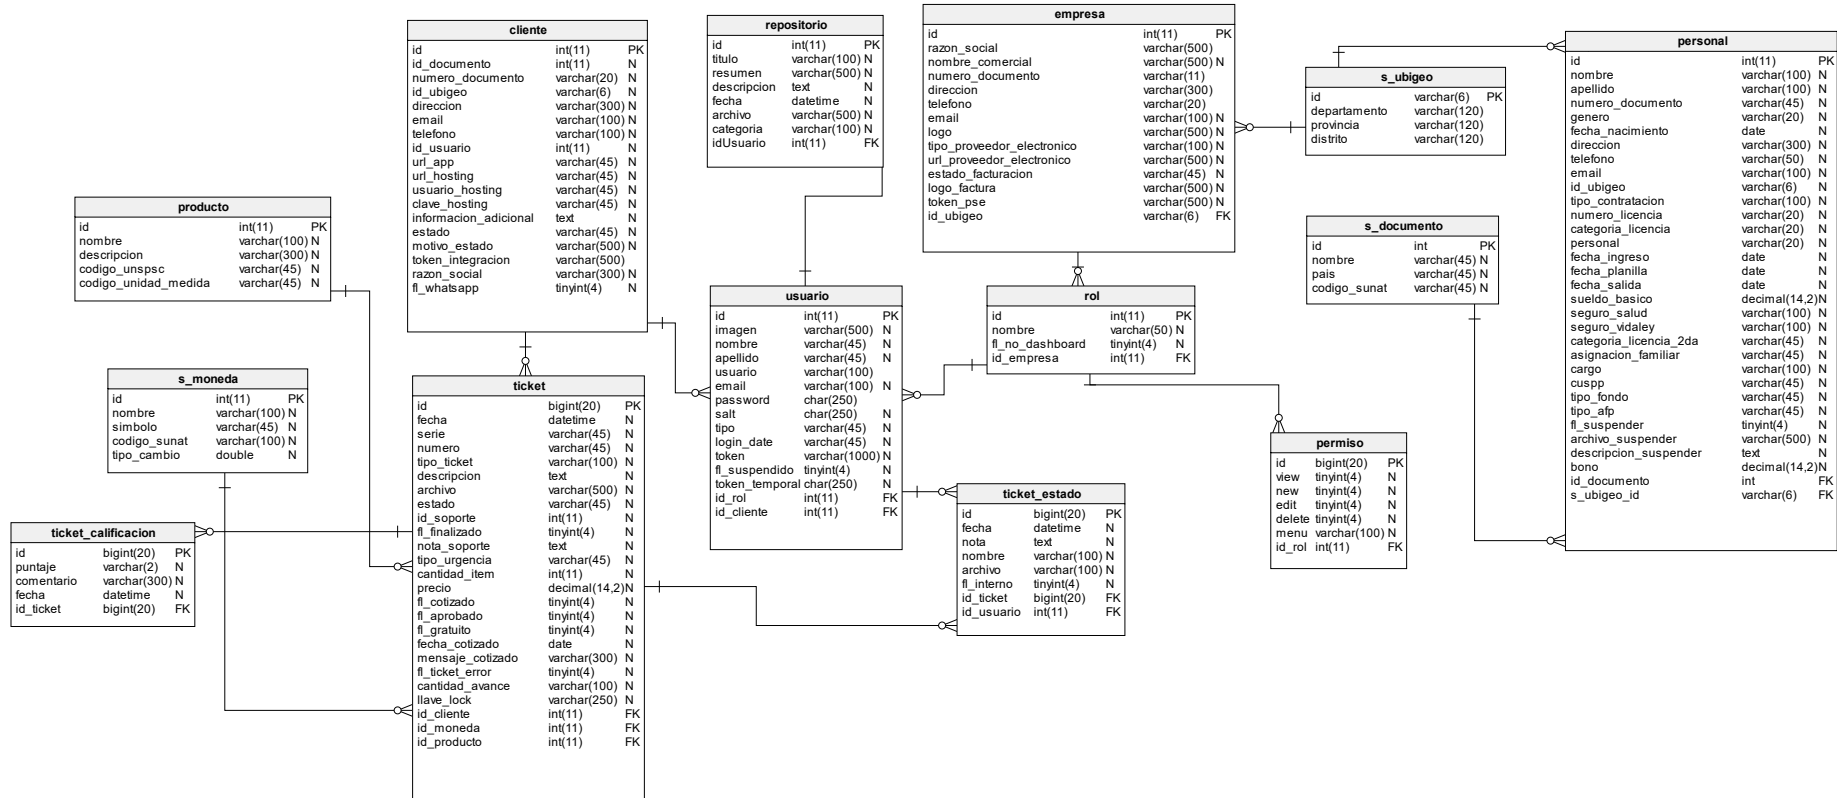 cliente
id int(11) PK
id_documento int(11) N
numero_documento varchar(20) N
id_ubigeo varchar(6) N
direccion varchar(300) N
email varchar(100) N
telefono varchar(100) N
id_usuario int(11) N
url_app varchar(45) N
url_hosting varchar(45) N
usuario_hosting varchar(45) N
clave_hosting varchar(45) N
informacion_adicional text N
estado varchar(45) N
motivo_estado varchar(500) N
token_integracion varchar(500)
razon_social varchar(300) N
fl_whatsapp tinyint(4) N
repositorio
id int(11) PK
titulo varchar(100) N
resumen varchar(500) N
descripcion text N
fecha datetime N
archivo varchar(500) N
categoria varchar(100) N
idUsuario int(11) FK
empresa
id int(11) PK
razon_social varchar(500)
nombre_comercial varchar(500) N
numero_documento varchar(11)
direccion varchar(300)
telefono varchar(20)
email varchar(100) N
logo varchar(500) N
tipo_proveedor_electronico varchar(100) N
url_proveedor_electronico varchar(500) N
estado_facturacion varchar(45) N
logo_factura varchar(500) N
token_pse varchar(500) N
id_ubigeo varchar(6) FK
s_ubigeo
id varchar(6) PK
departamento varchar(120)
provincia varchar(120)
distrito varchar(120)
personal
id int(11) PK
nombre varchar(100) N
apellido varchar(100) N
numero_documento varchar(45) N
genero varchar(20) N
fecha_nacimiento date N
direccion varchar(300) N
telefono varchar(50) N
email varchar(100) N
id_ubigeo varchar(6) N
tipo_contratacion varchar(100) N
numero_licencia varchar(20) N
categoria_licencia varchar(20) N
personal varchar(20) N
fecha_ingreso date N
fecha_planilla date N
fecha_salida date N
sueldo_basico decimal(14,2) N
seguro_salud varchar(100) N
seguro_vidaley varchar(100) N
categoria_licencia_2da varchar(45) N
asignacion_familiar varchar(45) N
cargo varchar(100) N
cuspp varchar(45) N
tipo_fondo varchar(45) N
tipo_afp varchar(45) N
fl_suspender tinyint(4) N
archivo_suspender varchar(500) N
descripcion_suspender text N
bono decimal(14,2) N
id_documento int FK
s_ubigeo_id varchar(6) FK
producto
id int(11) PK
nombre varchar(100) N
descripcion varchar(300) N
codigo_unspsc varchar(45) N
codigo_unidad_medida varchar(45) N
s_documento
id int PK
nombre varchar(45) N
pais varchar(45) N
codigo_sunat varchar(45) N
usuario
id int(11) PK
imagen varchar(500) N
nombre varchar(45) N
apellido varchar(45) N
usuario varchar(100)
email varchar(100) N
password char(250)
salt char(250) N
tipo varchar(45) N
login_date varchar(45) N
token varchar(1000) N
fl_suspendido tinyint(4) N
token_temporal char(250) N
id_rol int(11) FK
id_cliente int(11) FK
rol
id int(11) PK
nombre varchar(50) N
fl_no_dashboard tinyint(4) N
id_empresa int(11) FK
s_moneda
id int(11) PK
nombre varchar(100) N
simbolo varchar(45) N
codigo_sunat varchar(100) N
tipo_cambio double N
ticket
id bigint(20) PK
fecha datetime N
serie varchar(45) N
numero varchar(45) N
tipo_ticket varchar(100) N
descripcion text N
archivo varchar(500) N
estado varchar(45) N
id_soporte int(11) N
fl_finalizado tinyint(4) N
nota_soporte text N
tipo_urgencia varchar(45) N
cantidad_item int(11) N
precio decimal(14,2) N
fl_cotizado tinyint(4) N
fl_aprobado tinyint(4) N
fl_gratuito tinyint(4) N
fecha_cotizado date N
mensaje_cotizado varchar(300) N
fl_ticket_error tinyint(4) N
cantidad_avance varchar(100) N
llave_lock varchar(250) N
id_cliente int(11) FK
id_moneda int(11) FK
id_producto int(11) FK
permiso
id bigint(20) PK
view tinyint(4) N
new tinyint(4) N
edit tinyint(4) N
delete tinyint(4) N
menu varchar(100) N
id_rol int(11) FK
ticket_estado
id bigint(20) PK
fecha datetime N
nota text N
nombre varchar(100) N
archivo varchar(100) N
fl_interno tinyint(4) N
id_ticket bigint(20) FK
id_usuario int(11) FK
ticket_calificacion
id bigint(20) PK
puntaje varchar(2) N
comentario varchar(300) N
fecha datetime N
id_ticket bigint(20) FK